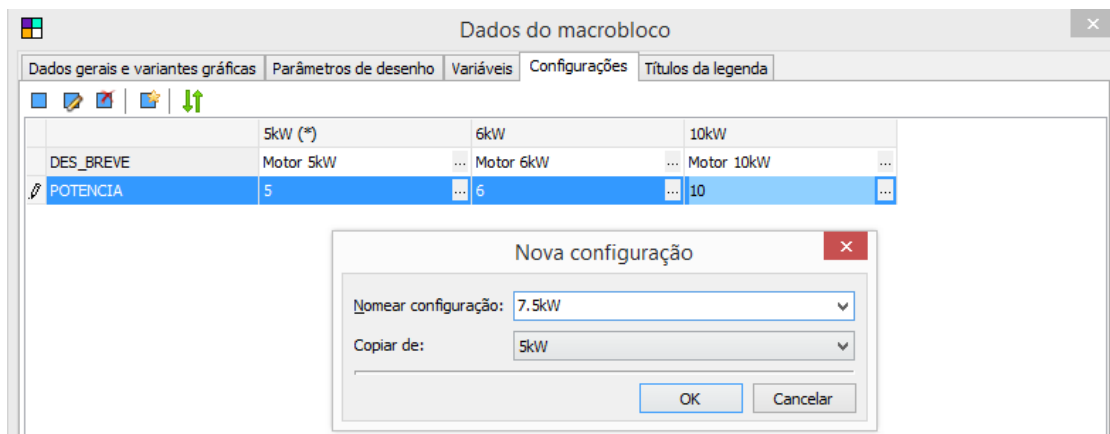 Dados do macrobloco
Dados gerais e variantes gráficas Parâmetros de desenho Variáveis Configurações Títulos da legenda
5kW (*) 6kW 10kW
DES_BREVE Motor 5kW ... Motor 6kW ... Motor 10kW ...
POTENCIA 5 ... 6 ... 10 ...
Nova configuração
Nomear configuração: 7.5kW
Copiar de: 5kW
OK Cancelar